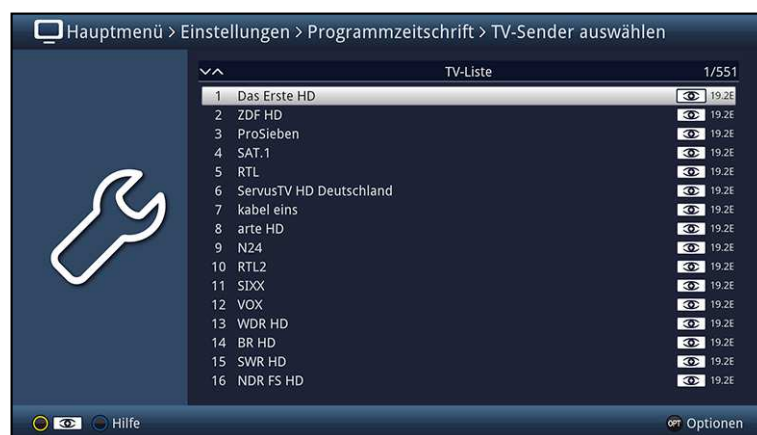 Hauptmenü > Einstellungen > Programmzeitschrift > TV-Sender auswählen
TV-Liste 1/551
1 Das Erste HD 19.2E
2 ZDF HD 19.2E
3 ProSieben 19.2E
4 SAT.1 19.2E
5 RTL 19.2E
6 ServusTV HD Deutschland 19.2E
7 kabel eins 19.2E
8 arte HD 19.2E
9 N24 19.2E
10 RTL2 19.2E
11 SIXX 19.2E
12 VOX 19.2E
13 WDR HD 19.2E
14 BR HD 19.2E
15 SWR HD 19.2E
16 NDR FS HD 19.2E
Hilfe OPT Optionen